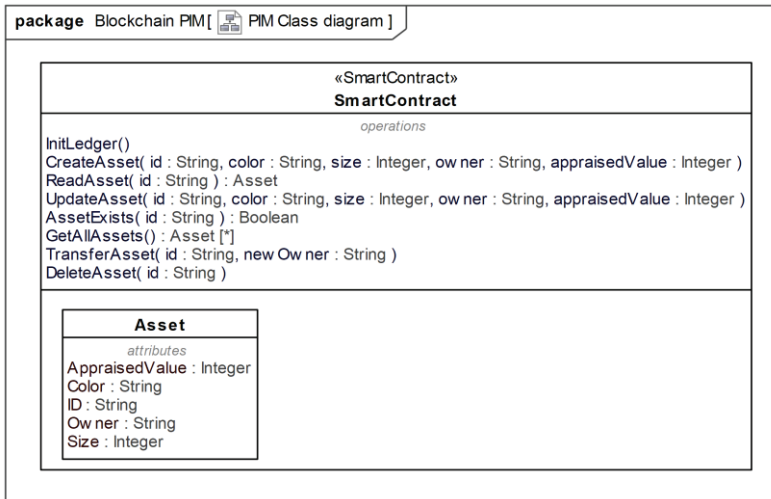 package Blockchain PIM[ PIM Class diagram ]
«SmartContract»
SmartContract
operations
InitLedger()
CreateAsset( id : String, color : String, size : Integer, owner : String, appraisedValue : Integer )
ReadAsset( id : String ) : Asset
UpdateAsset( id : String, color : String, size : Integer, owner : String, appraisedValue : Integer )
AssetExists( id : String ) : Boolean
GetAllAssets() : Asset [*]
TransferAsset( id : String, newOwner : String )
DeleteAsset( id : String )
Asset
attributes
AppraisedValue : Integer
Color : String
ID : String
Owner : String
Size : Integer